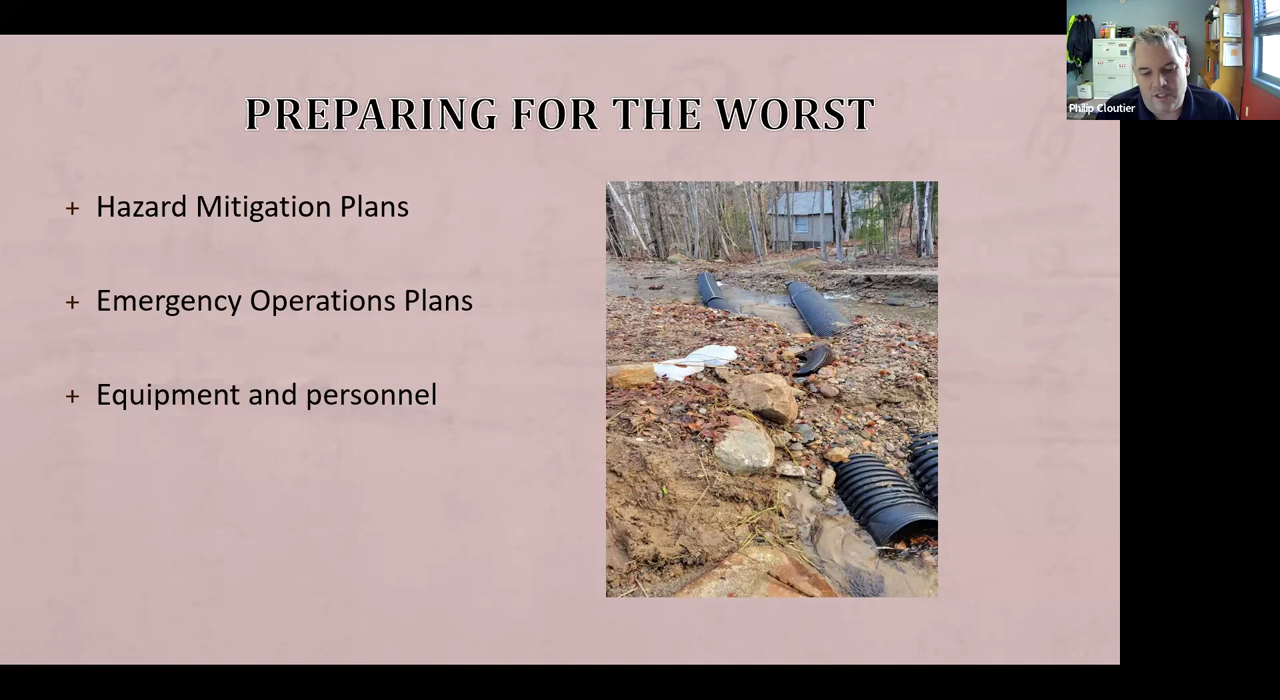 PREPARING FOR THE WORST
+ Hazard Mitigation Plans
+ Emergency Operations Plans
+ Equipment and personnel
Philip Cloutier